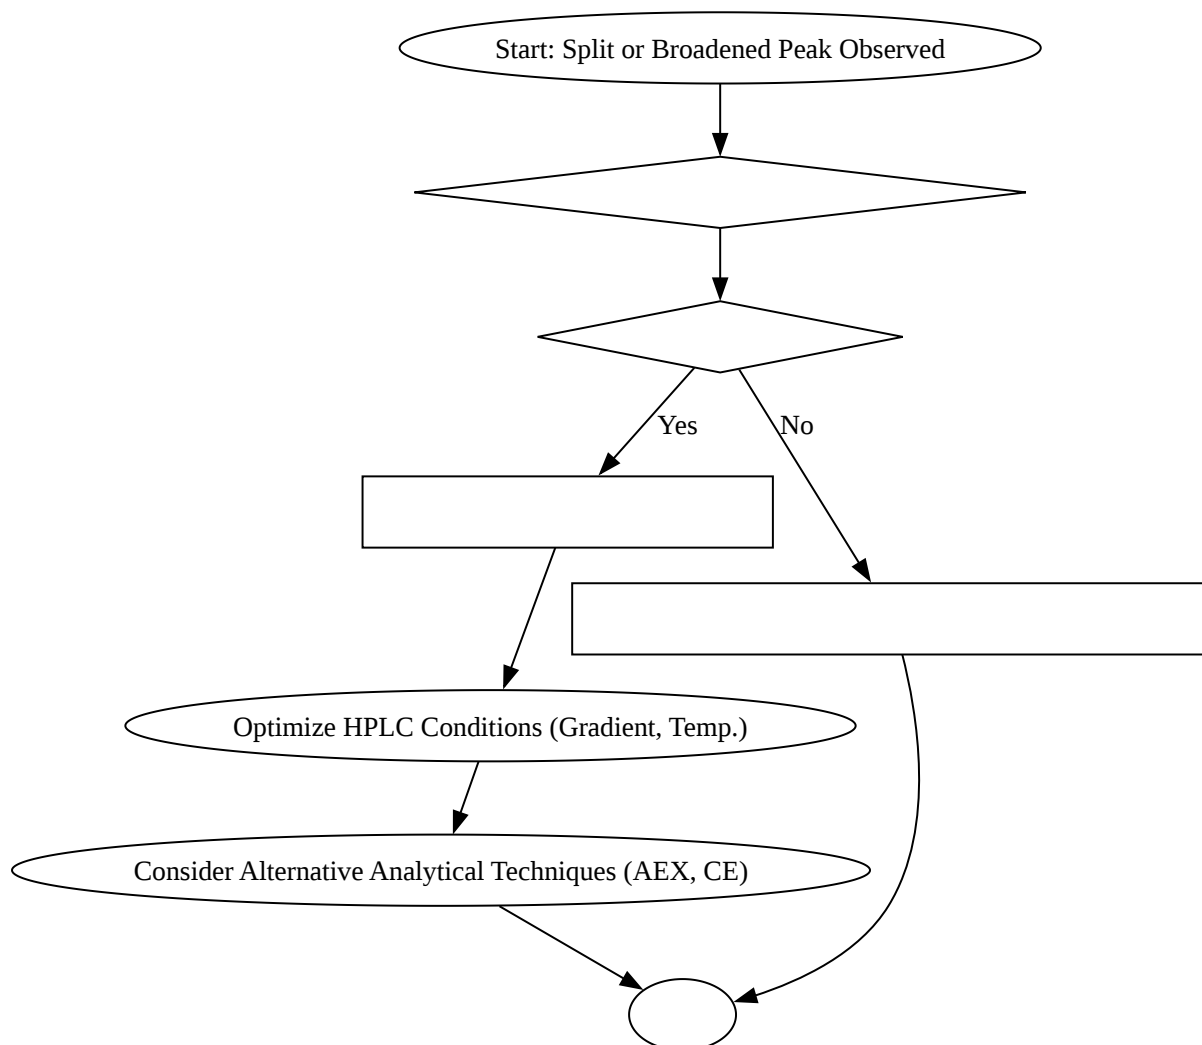 Start: Split or Broadened Peak Observed
Yes
No
Optimize HPLC Conditions (Gradient, Temp.)
Consider Alternative Analytical Techniques (AEX, CE)